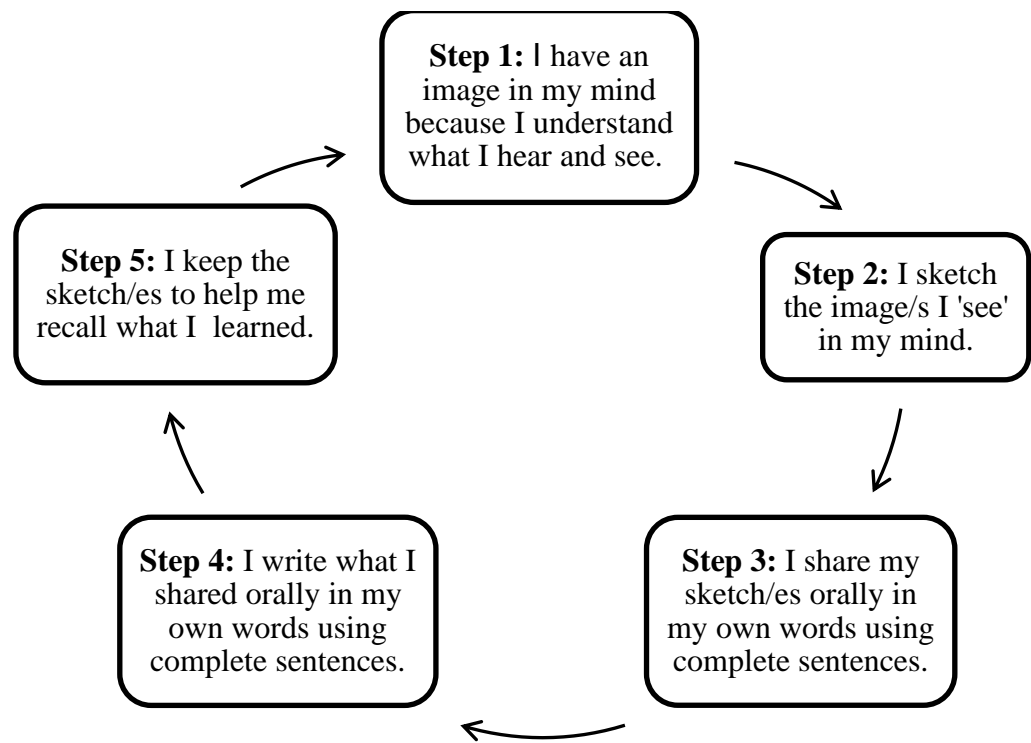 Step 1: I have an
image in my mind
because I understand
what I hear and see.
Step 2: I sketch
the image/s I 'see'
in my mind.
Step 3: I share my
sketch/es orally in
my own words using
complete sentences.
Step 4: I write what I
shared orally in my
own words using
complete sentences.
Step 5: I keep the
sketch/es to help me
recall what I learned.